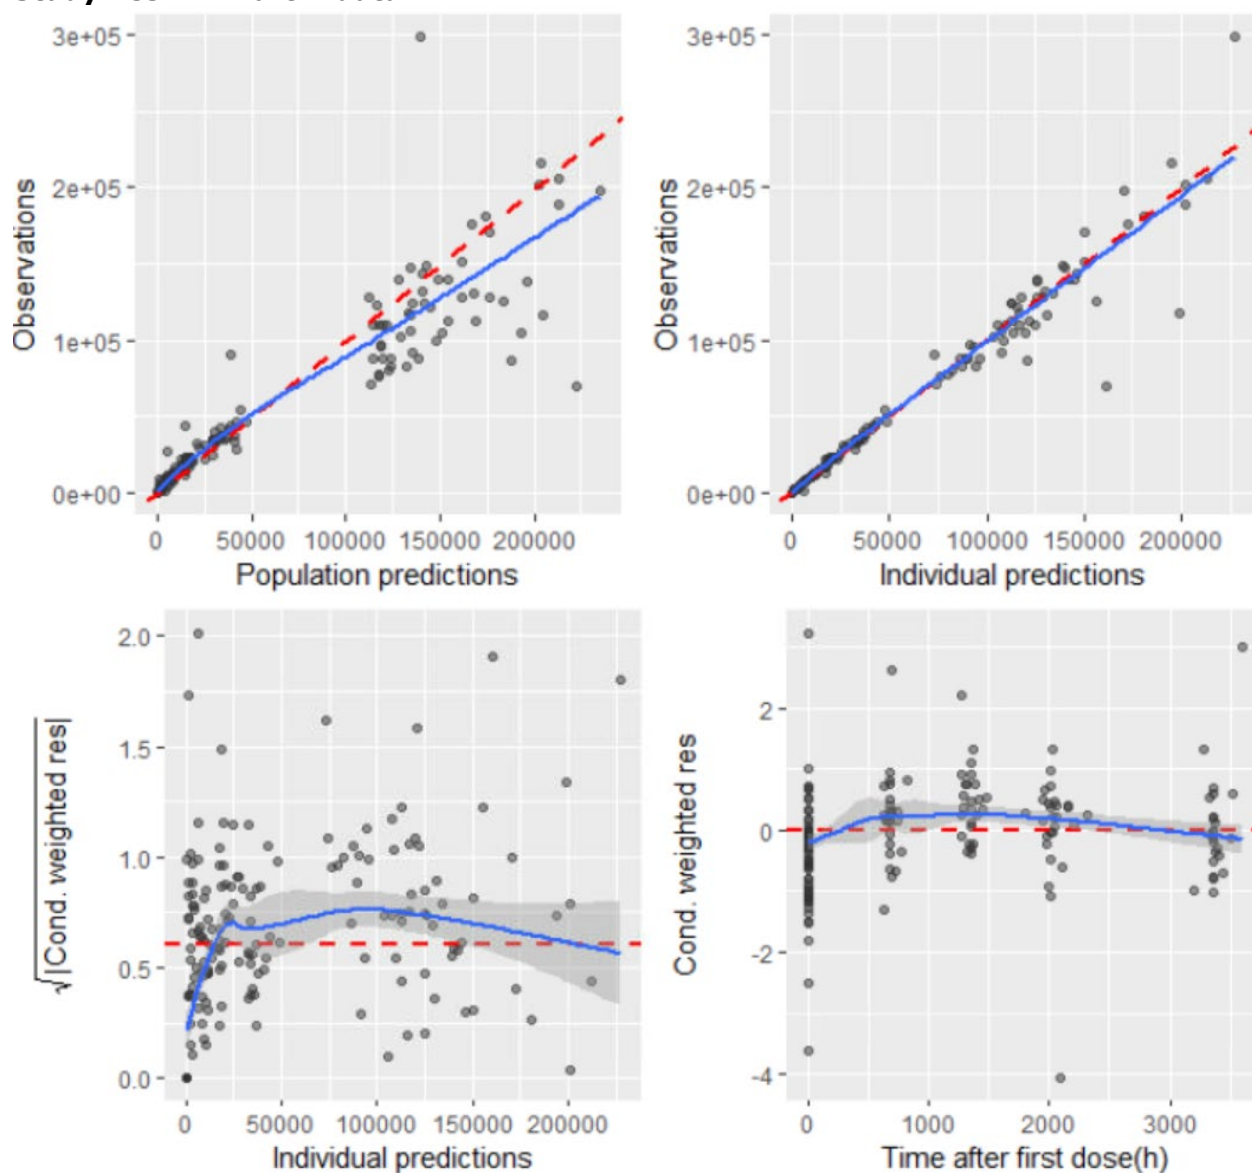 3e+05
2e+05
1e+05
0e+00
Observations
0 50000 100000 150000 200000
Population predictions
3e+05
2e+05
1e+05
0e+00
Observations
0 50000 100000 150000 200000
Individual predictions
2.0
1.5
1.0
0.5
0.0
√|Cond. weighted res|
0 50000 100000 150000 200000
Individual predictions
2
0
-2
-4
Cond. weighted res
0 1000 2000 3000
Time after first dose(h)